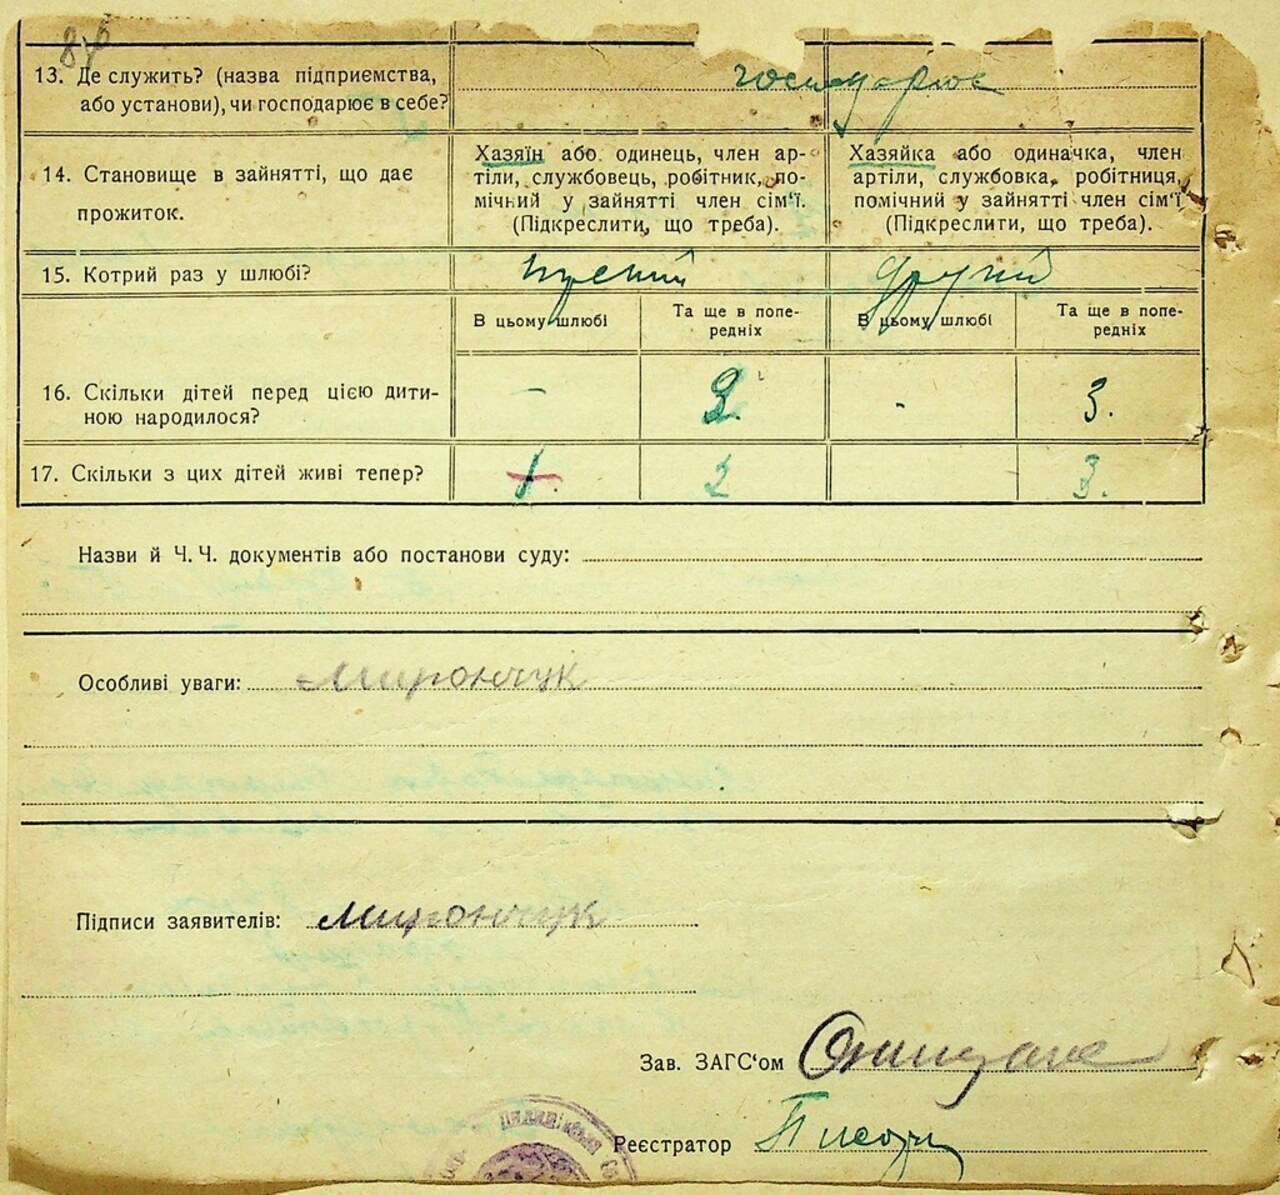 876
13. Де служить? (назва підприємства,
або установи), чи господарює в себе?
господарює
14. Становище в зайнятті, що дає
прожиток.
Хазяїн або одинець, член ар-
тіли, службовець, робітник, по-
мічний у зайнятті член сім'ї.
(Підкреслити, що треба).
Хазяйка або одиначка, член
артіли, службовка, робітниця,
помічний у зайнятті член сім'ї
(Підкреслити, що треба).
15. Котрий раз у шлюбі?
другий
В цьому шлюбі
Та ще в попе-
редніх
В цьому шлюбі
Та ще в попе-
редніх
16. Скільки дітей перед цією дити-
ною народилося?
- 2. - 3.
17. Скільки з цих дітей живі тепер?
1. 2 3.
Назви й Ч. Ч. документів або постанови суду:
Особливі уваги: Мирончук
Підписи заявителів: Мирончук
Зав. ЗАГС'ом
Реєстратор